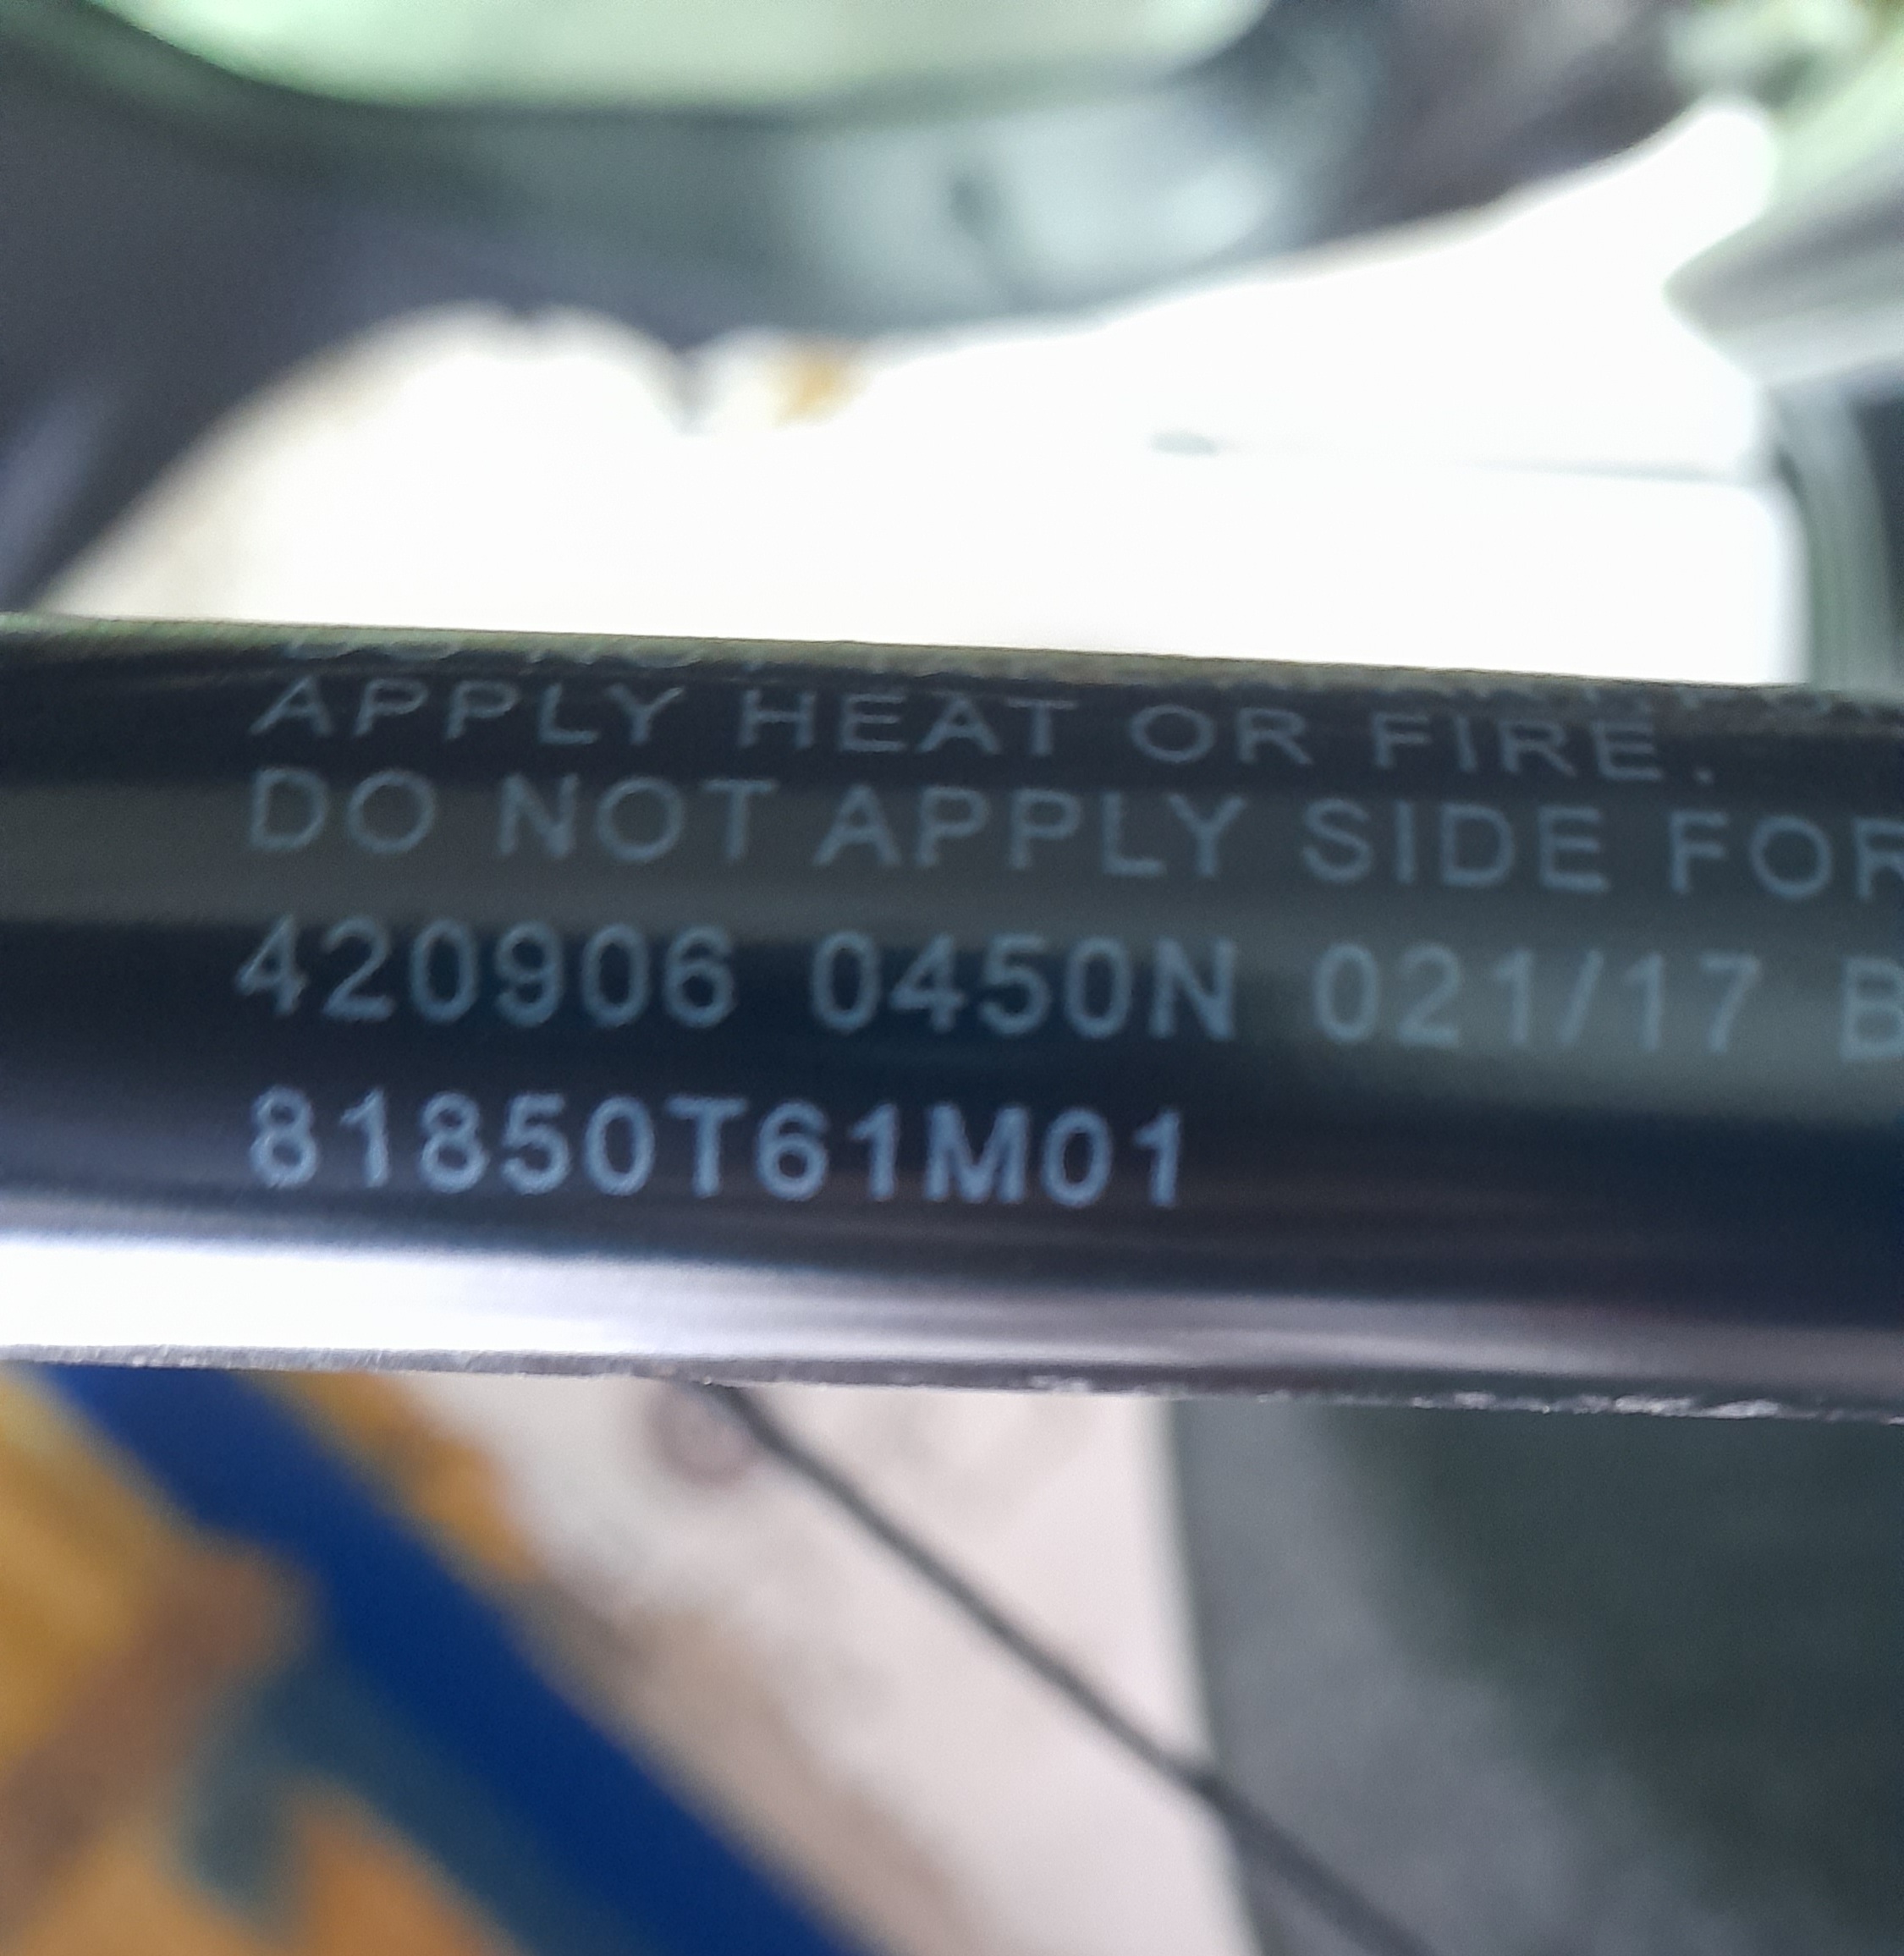 APPLY HEAT OR FIRE.
DO NOT APPLY SIDE FOR
420906 0450N 021/17 B
81850T61M01